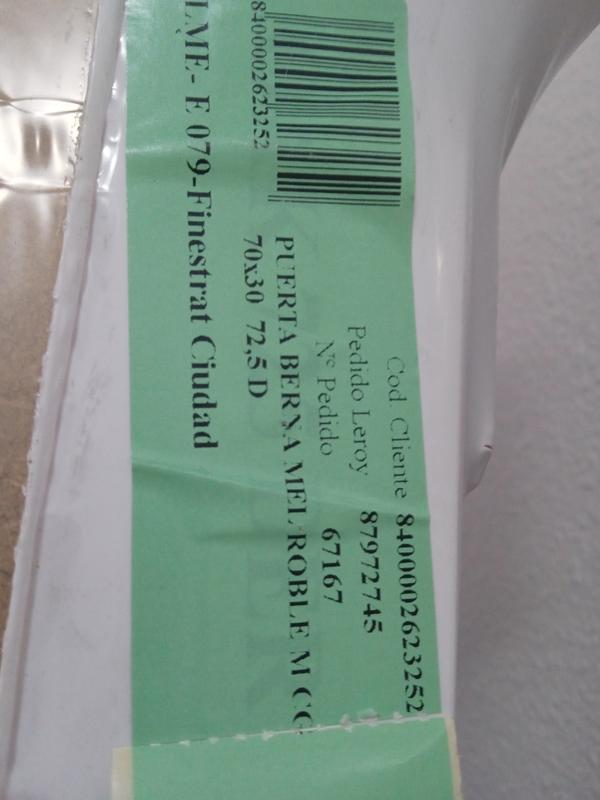 Cod. Cliente 8400002623252
Pedido Leroy 87972745
Nº Pedido 67167
PUERTA BERNA MEL/ROBLE M CG
70x30 72,5 D
8400002623252
LME- E 079-Finestrat Ciudad